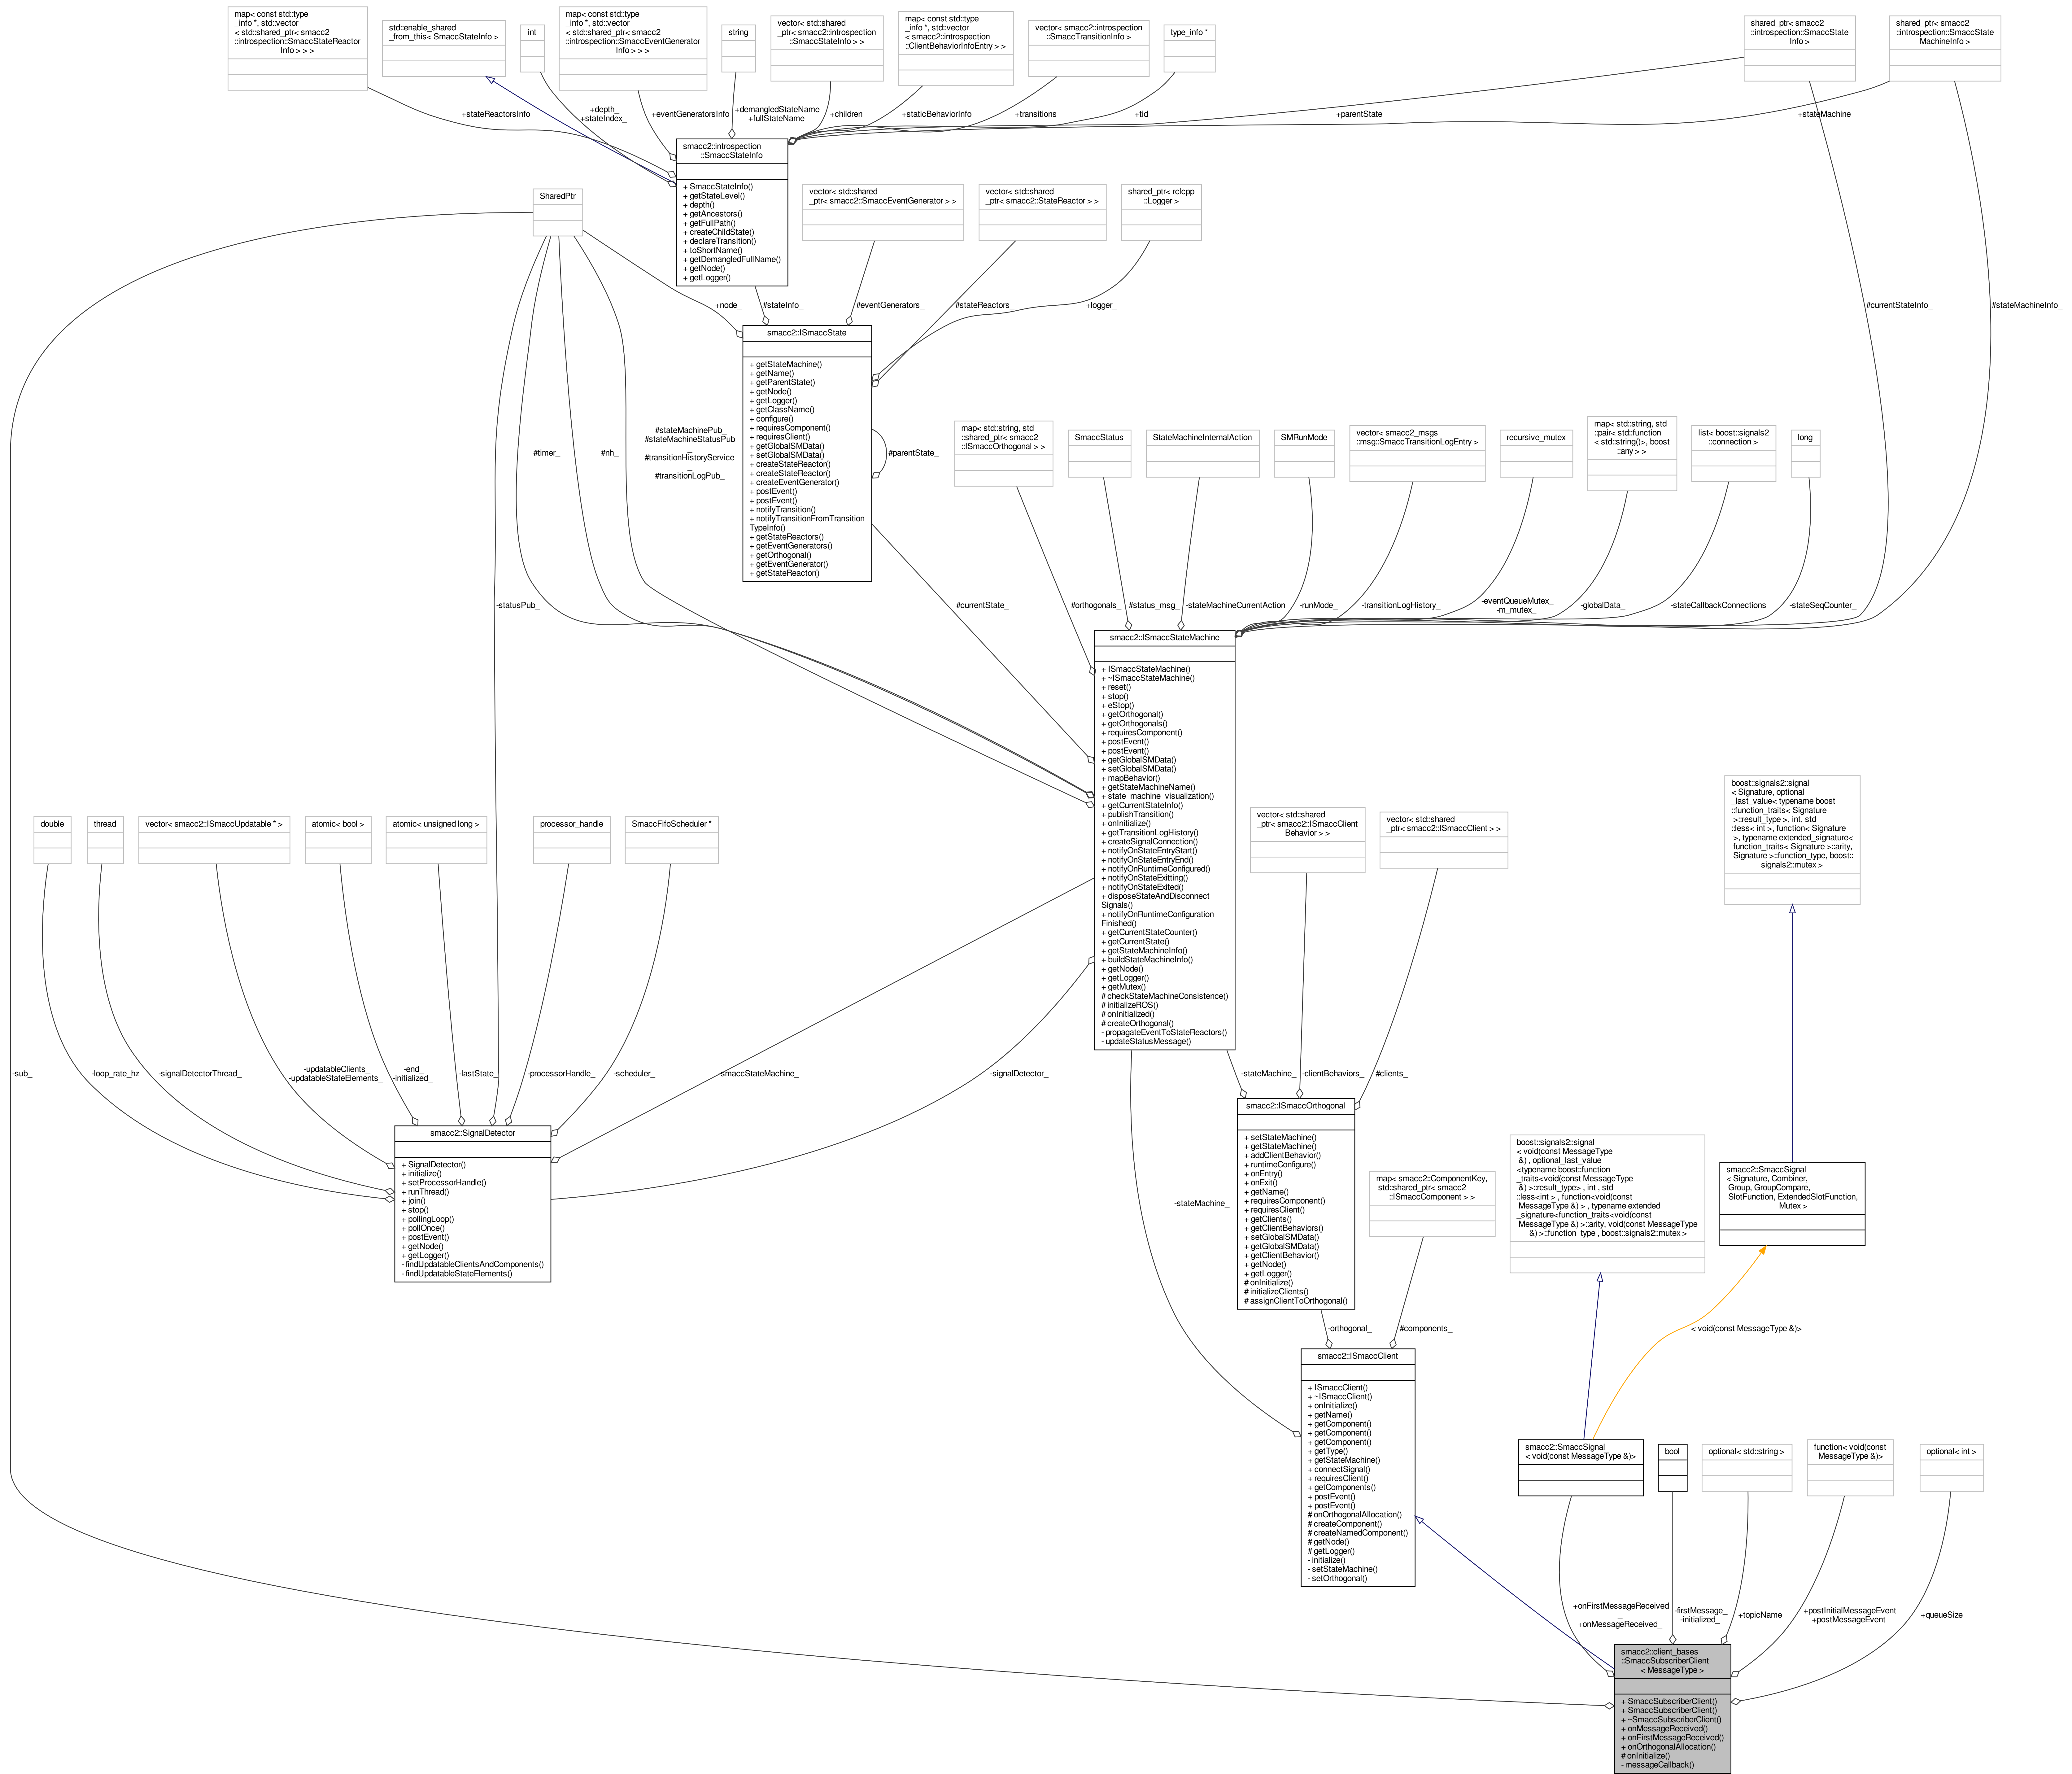 map< const std::type
_info *, std::vector
< std::shared_ptr< smacc2
::introspection::SmaccStateReactor
Info > > >
std::enable_shared
_from_this< SmaccStateInfo >
int
map< const std::type
_info *, std::vector
< std::shared_ptr< smacc2
::introspection::SmaccEventGenerator
Info > > >
string
vector< std::shared
_ptr< smacc2::introspection
::SmaccStateInfo > >
map< const std::type
_info *, std::vector
< smacc2::introspection
::ClientBehaviorInfoEntry > >
vector< smacc2::introspection
::SmaccTransitionInfo >
type_info *
shared_ptr< smacc2
::introspection::SmaccState
Info >
shared_ptr< smacc2
::introspection::SmaccState
MachineInfo >
+stateReactorsInfo
+depth_
+stateIndex_
+eventGeneratorsInfo
+demangledStateName
+fullStateName
+children_
+staticBehaviorInfo
+transitions_
+tid_
+parentState_
+stateMachine_
smacc2::introspection
::SmaccStateInfo
+ SmaccStateInfo()
+ getStateLevel()
+ depth()
+ getAncestors()
+ getFullPath()
+ createChildState()
+ declareTransition()
+ toShortName()
+ getDemangledFullName()
+ getNode()
+ getLogger()
SharedPtr
vector< std::shared
_ptr< smacc2::SmaccEventGenerator > >
vector< std::shared
_ptr< smacc2::StateReactor > >
shared_ptr< rclcpp
::Logger >
+node_
#stateInfo_
#eventGenerators_
#stateReactors_
+logger_
#currentStateInfo_
#stateMachineInfo_
smacc2::ISmaccState
+ getStateMachine()
+ getName()
+ getParentState()
+ getNode()
+ getLogger()
+ getClassName()
+ configure()
+ requiresComponent()
+ requiresClient()
+ getGlobalSMData()
+ setGlobalSMData()
+ createStateReactor()
+ createStateReactor()
+ createEventGenerator()
+ postEvent()
+ postEvent()
+ notifyTransition()
+ notifyTransitionFromTransition
TypeInfo()
+ getStateReactors()
+ getEventGenerators()
+ getOrthogonal()
+ getEventGenerator()
+ getStateReactor()
#parentState_
#timer_
#nh_
#stateMachinePub_
#stateMachineStatusPub
_
#transitionHistoryService
_
#transitionLogPub_
map< std::string, std
::shared_ptr< smacc2
::ISmaccOrthogonal > >
SmaccStatus
StateMachineInternalAction
SMRunMode
vector< smacc2_msgs
::msg::SmaccTransitionLogEntry >
recursive_mutex
map< std::string, std
::pair< std::function
< std::string()>, boost
::any > >
list< boost::signals2
::connection >
long
-statusPub_
#currentState_
#orthogonals_
#status_msg_
-stateMachineCurrentAction
-runMode_
-transitionLogHistory_
-eventQueueMutex_
-m_mutex_
-globalData_
-stateCallbackConnections
-stateSeqCounter_
smacc2::ISmaccStateMachine
+ ISmaccStateMachine()
+ ~ISmaccStateMachine()
+ reset()
+ stop()
+ eStop()
+ getOrthogonal()
+ getOrthogonals()
+ requiresComponent()
+ postEvent()
+ postEvent()
+ getGlobalSMData()
+ setGlobalSMData()
+ mapBehavior()
+ getStateMachineName()
+ state_machine_visualization()
+ getCurrentStateInfo()
+ publishTransition()
+ onInitialize()
+ getTransitionLogHistory()
+ createSignalConnection()
+ notifyOnStateEntryStart()
+ notifyOnStateEntryEnd()
+ notifyOnRuntimeConfigured()
+ notifyOnStateExitting()
+ notifyOnStateExited()
+ disposeStateAndDisconnect
Signals()
+ notifyOnRuntimeConfiguration
Finished()
+ getCurrentStateCounter()
+ getCurrentState()
+ getStateMachineInfo()
+ buildStateMachineInfo()
+ getNode()
+ getLogger()
+ getMutex()
# checkStateMachineConsistence()
# initializeROS()
# onInitialized()
# createOrthogonal()
- propagateEventToStateReactors()
- updateStatusMessage()
double
thread
vector< smacc2::ISmaccUpdatable * >
atomic< bool >
atomic< unsigned long >
processor_handle
SmaccFifoScheduler *
vector< std::shared
_ptr< smacc2::ISmaccClient
Behavior > >
vector< std::shared
_ptr< smacc2::ISmaccClient > >
boost::signals2::signal
< Signature, optional
_last_value< typename boost
::function_traits< Signature
>::result_type >, int, std
::less< int >, function< Signature
>, typename extended_signature<
function_traits< Signature >::arity,
Signature >::function_type, boost::
signals2::mutex >
-sub_
-loop_rate_hz
-signalDetectorThread_
-updatableClients_
-updatableStateElements_
-end_
-initialized_
-lastState_
-processorHandle_
-scheduler_
-smaccStateMachine_
-signalDetector_
-stateMachine_
-clientBehaviors_
#clients_
smacc2::SignalDetector
+ SignalDetector()
+ initialize()
+ setProcessorHandle()
+ runThread()
+ join()
+ stop()
+ pollingLoop()
+ pollOnce()
+ postEvent()
+ getNode()
+ getLogger()
- findUpdatableClientsAndComponents()
- findUpdatableStateElements()
smacc2::ISmaccOrthogonal
+ setStateMachine()
+ getStateMachine()
+ addClientBehavior()
+ runtimeConfigure()
+ onEntry()
+ onExit()
+ getName()
+ requiresComponent()
+ requiresClient()
+ getClients()
+ getClientBehaviors()
+ setGlobalSMData()
+ getGlobalSMData()
+ getClientBehavior()
+ getNode()
+ getLogger()
# onInitialize()
# initializeClients()
# assignClientToOrthogonal()
map< smacc2::ComponentKey,
std::shared_ptr< smacc2
::ISmaccComponent > >
boost::signals2::signal
< void(const MessageType
&) , optional_last_value
<typename boost::function
_traits<void(const MessageType
&) >::result_type> , int , std
::less<int > , function<void(const
MessageType &) > , typename extended
_signature<function_traits<void(const
MessageType &) >::arity, void(const MessageType
&) >::function_type , boost::signals2::mutex >
smacc2::SmaccSignal
< Signature, Combiner,
Group, GroupCompare,
SlotFunction, ExtendedSlotFunction,
Mutex >
-stateMachine_
-orthogonal_
#components_
< void(const MessageType &)>
smacc2::ISmaccClient
+ ISmaccClient()
+ ~ISmaccClient()
+ onInitialize()
+ getName()
+ getComponent()
+ getComponent()
+ getComponent()
+ getType()
+ getStateMachine()
+ connectSignal()
+ requiresClient()
+ getComponents()
+ postEvent()
+ postEvent()
# onOrthogonalAllocation()
# createComponent()
# createNamedComponent()
# getNode()
# getLogger()
- initialize()
- setStateMachine()
- setOrthogonal()
smacc2::SmaccSignal
< void(const MessageType &)>
bool
optional< std::string >
function< void(const
MessageType &)>
optional< int >
+onFirstMessageReceived
_
+onMessageReceived_
-firstMessage_
-initialized_
+topicName
+postInitialMessageEvent
+postMessageEvent
+queueSize
smacc2::client_bases
::SmaccSubscriberClient
< MessageType >
+ SmaccSubscriberClient()
+ SmaccSubscriberClient()
+ ~SmaccSubscriberClient()
+ onMessageReceived()
+ onFirstMessageReceived()
+ onOrthogonalAllocation()
# onInitialize()
- messageCallback()